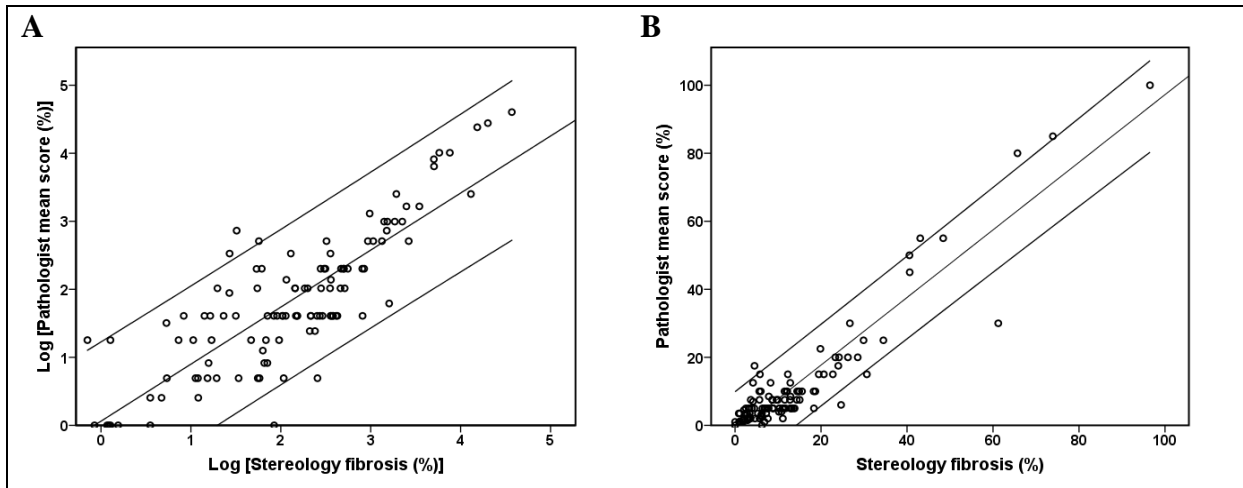 A
Log [Pathologist mean score (%)]
5
4
3
2
1
0
0 1 2 3 4 5
Log [Stereology fibrosis (%)]
B
Pathologist mean score (%)
100
80
60
40
20
0
0 20 40 60 80 100
Stereology fibrosis (%)